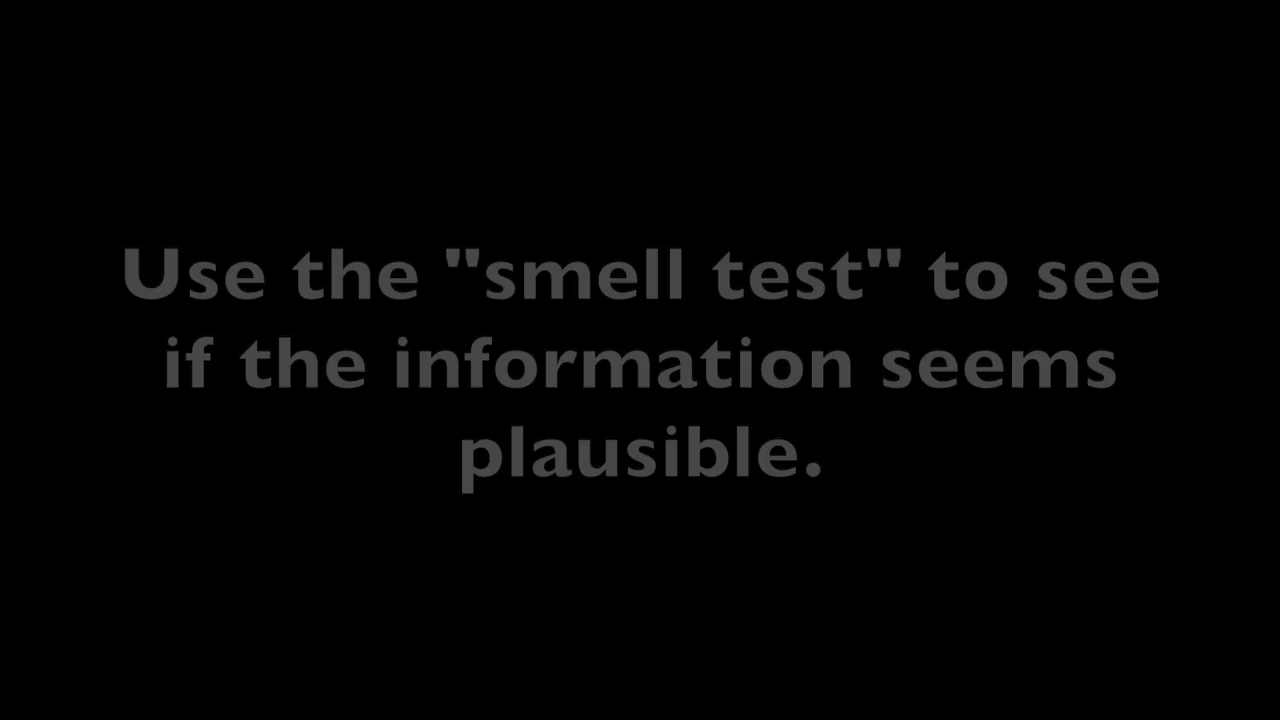 Use the "smell test" to see
if the information seems
plausible.